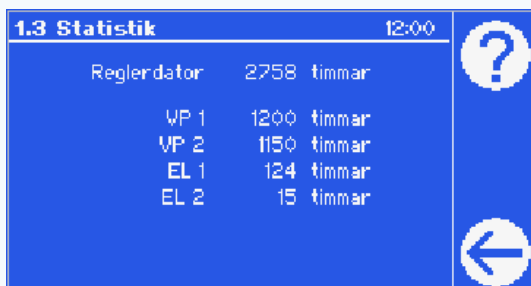 1.3 Statistik 12:00
?
Reglerdator 2758 timmar
VP 1 1200 timmar
VP 2 1150 timmar
EL 1 124 timmar
EL 2 15 timmar